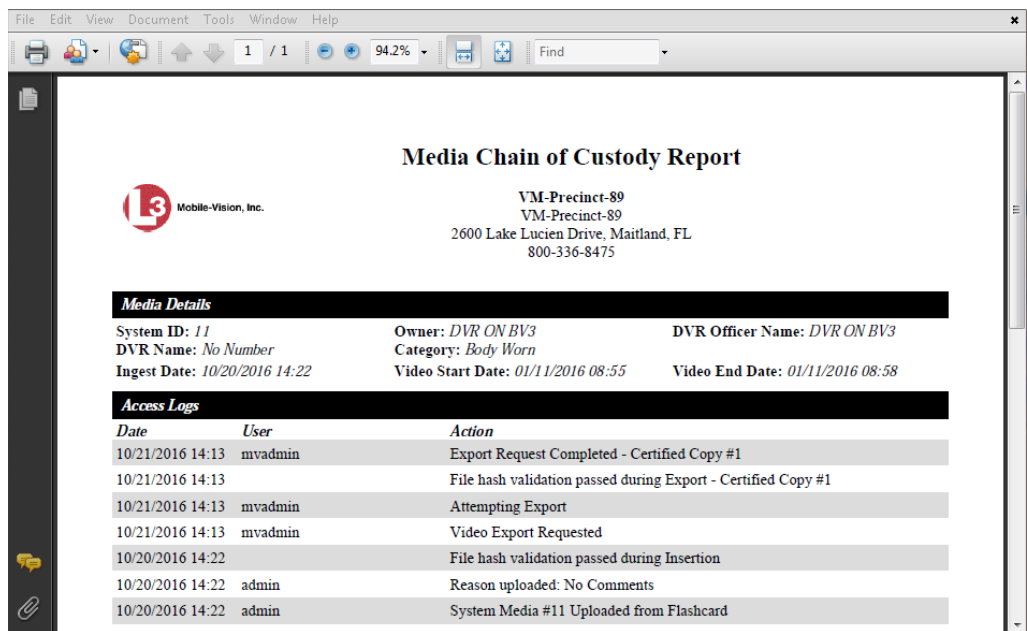 File Edit View Document Tools Window Help
1 / 1 94.2% Find
Media Chain of Custody Report
L3 Mobile-Vision, Inc.
VM-Precinct-89
VM-Precinct-89
2600 Lake Lucien Drive, Maitland, FL
800-336-8475
Media Details
System ID: 11 Owner: DVR ON BV3 DVR Officer Name: DVR ON BV3
DVR Name: No Number Category: Body Worn
Ingest Date: 10/20/2016 14:22 Video Start Date: 01/11/2016 08:55 Video End Date: 01/11/2016 08:58
Access Logs
Date User Action
10/21/2016 14:13 mvadmin Export Request Completed - Certified Copy #1
10/21/2016 14:13 File hash validation passed during Export - Certified Copy #1
10/21/2016 14:13 mvadmin Attempting Export
10/21/2016 14:13 mvadmin Video Export Requested
10/20/2016 14:22 File hash validation passed during Insertion
10/20/2016 14:22 admin Reason uploaded: No Comments
10/20/2016 14:22 admin System Media #11 Uploaded from Flashcard